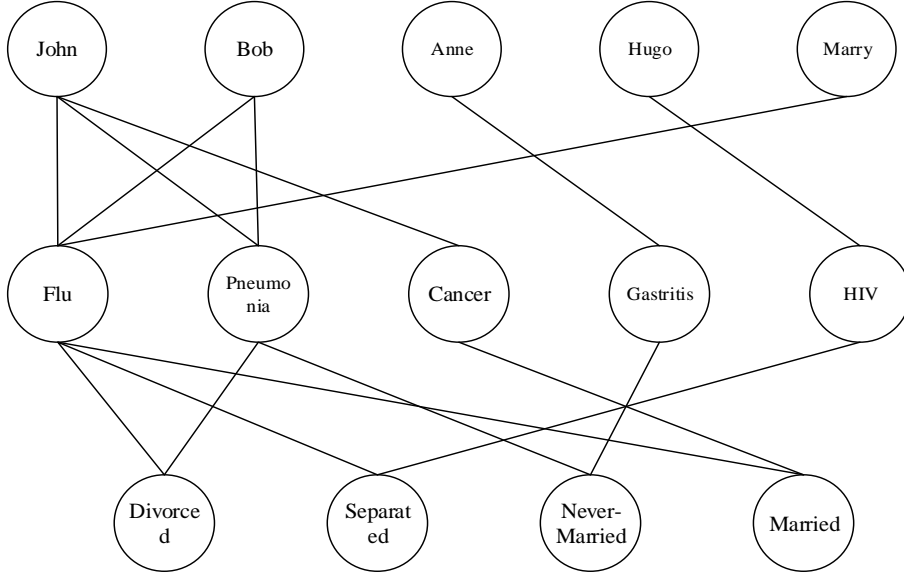 John
Bob
Anne
Hugo
Marry
Flu
Pneumo
nia
Cancer
Gastritis
HIV
Divorce
d
Separat
ed
Never-
Married
Married